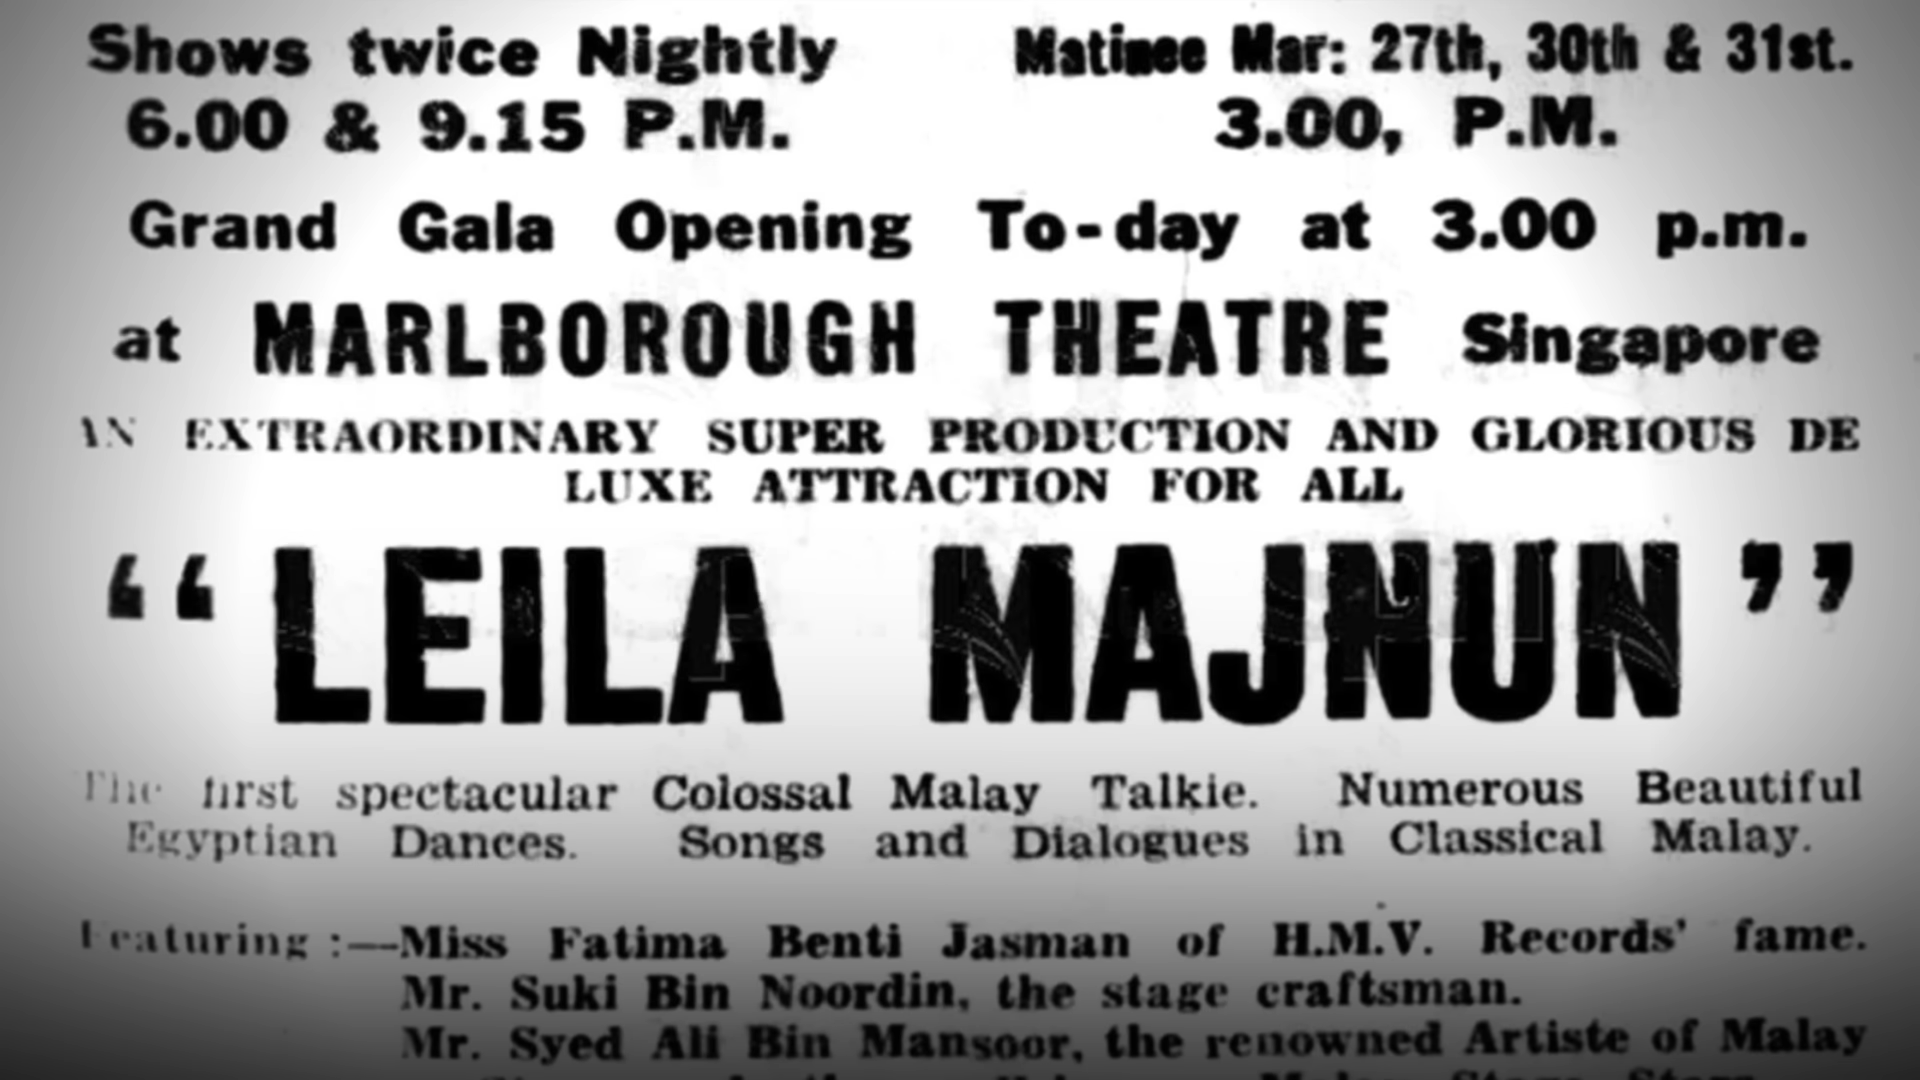 Shows twice Nightly Matinee Mar: 27th, 30th & 31st.
6.00 & 9.15 P.M. 3.00, P.M.
Grand Gala Opening To-day at 3.00 p.m.
at MARLBOROUGH THEATRE Singapore
AN EXTRAORDINARY SUPER PRODUCTION AND GLORIOUS DE
LUXE ATTRACTION FOR ALL
“LEILA MAJNUN”
The first spectacular Colossal Malay Talkie. Numerous Beautiful
Egyptian Dances. Songs and Dialogues in Classical Malay.
Featuring :—Miss Fatima Benti Jasman of H.M.V. Records' fame.
Mr. Suki Bin Noordin, the stage craftsman.
Mr. Syed Ali Bin Mansoor, the renowned Artiste of Malay